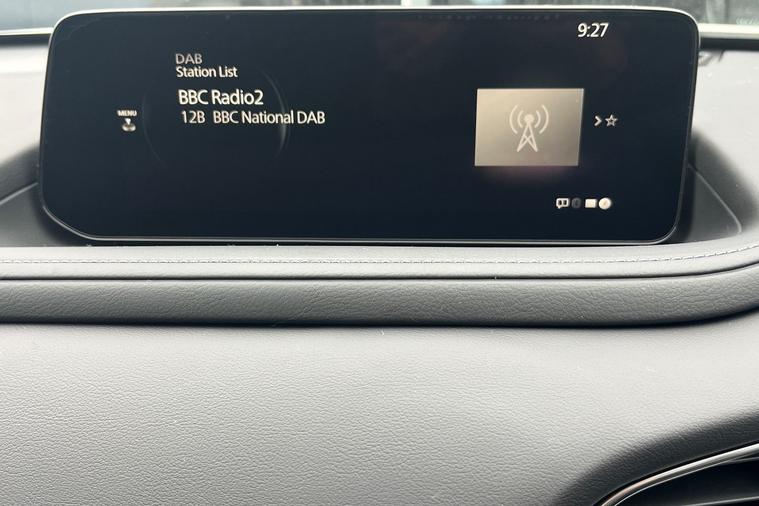 9:27
DAB
Station List
BBC Radio2
MENU
12B BBC National DAB